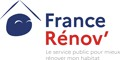 France
Rénov'
Le service public pour mieux
rénover mon habitat